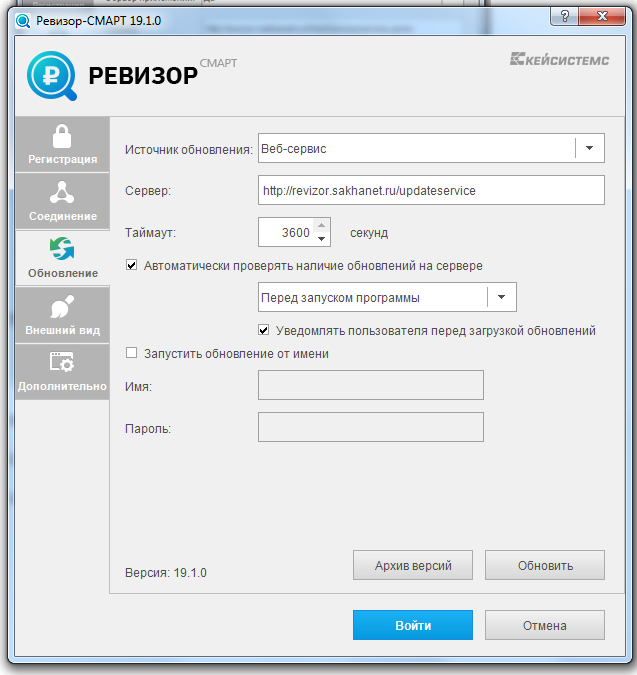 Ревизор-СМАРТ 19.1.0
РЕВИЗОР СМАРТ
КЕЙСИСТЕМС
Регистрация
Соединение
Обновление
Внешний вид
Дополнительно
Источник обновления: Веб-сервис
Сервер: http://revizor.sakhanet.ru/updateservice
Таймаут: 3600 секунд
Автоматически проверять наличие обновлений на сервере
Перед запуском программы
Уведомлять пользователя перед загрузкой обновлений
Запустить обновление от имени
Имя:
Пароль:
Версия: 19.1.0
Архив версий
Обновить
Войти
Отмена